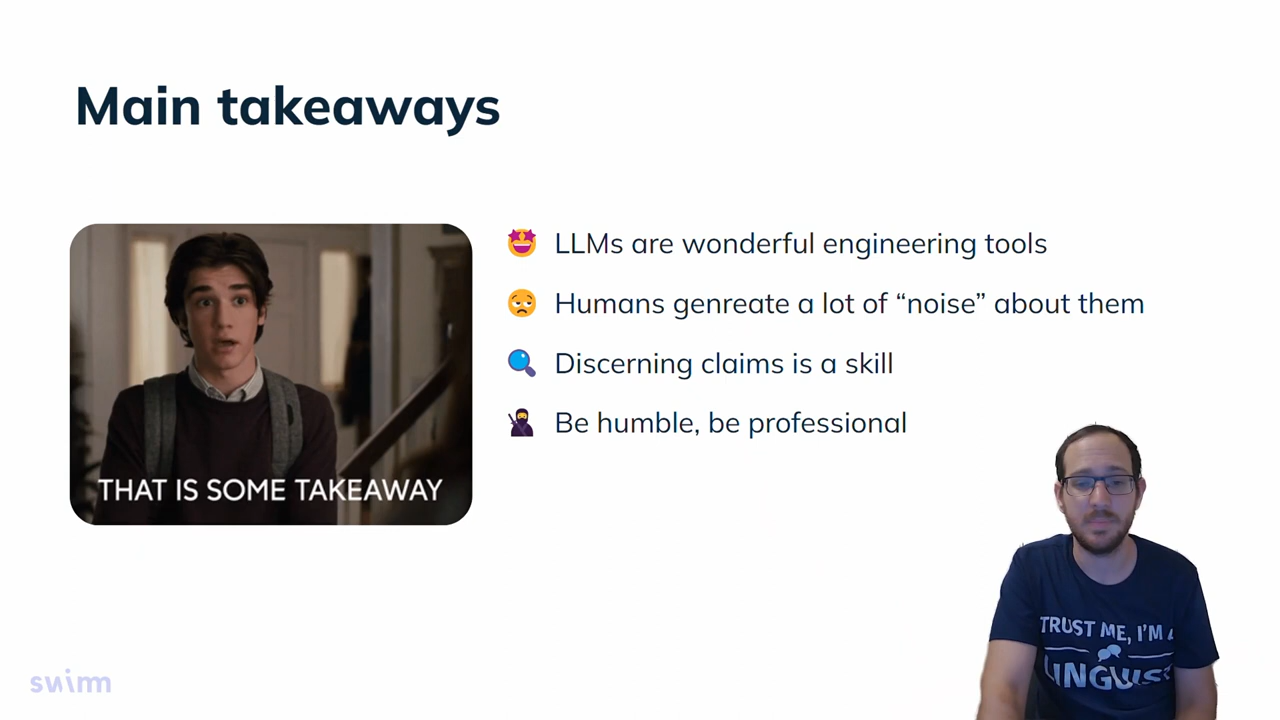 Main takeaways
THAT IS SOME TAKEAWAY
LLMs are wonderful engineering tools
Humans genreate a lot of “noise” about them
Discerning claims is a skill
Be humble, be professional
TRUST ME, I'M A
LINGUIST
swimm